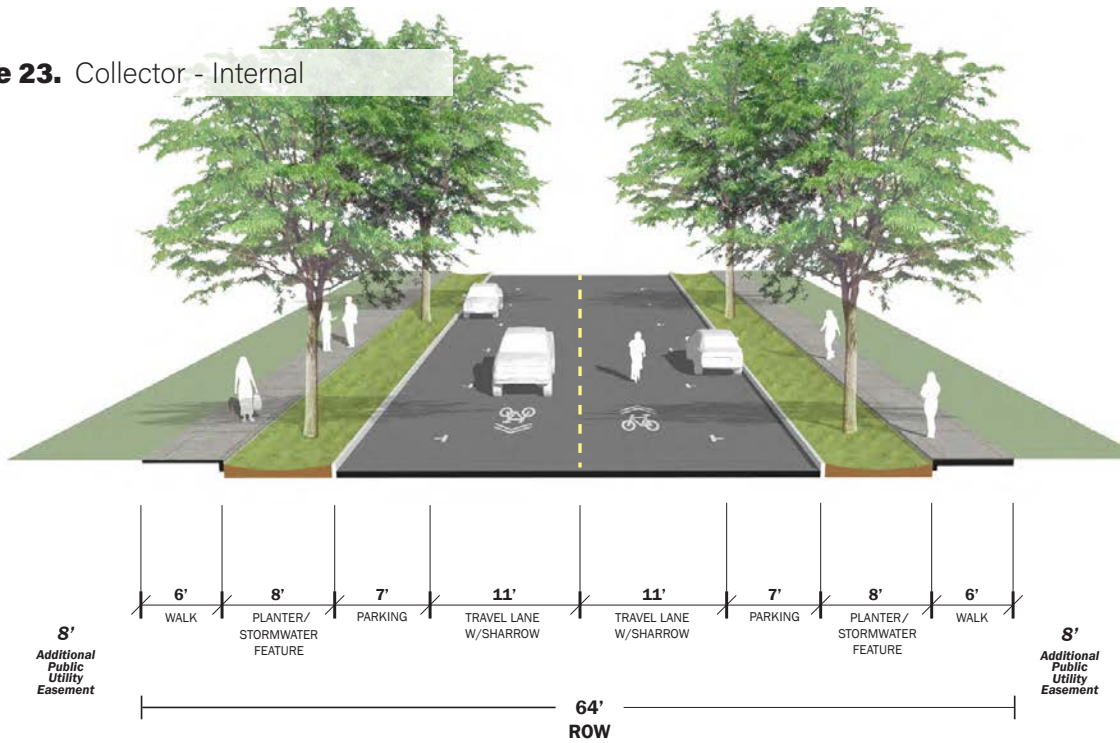 e 23. Collector - Internal
6' 8' 7' 11' 11' 7' 8' 6'
WALK PLANTER/ PARKING TRAVEL LANE TRAVEL LANE PARKING PLANTER/ WALK
STORMWATER W/SHARROW W/SHARROW STORMWATER
FEATURE FEATURE
8'
Additional
Public
Utility
Easement
8'
Additional
Public
Utility
Easement
64'
ROW